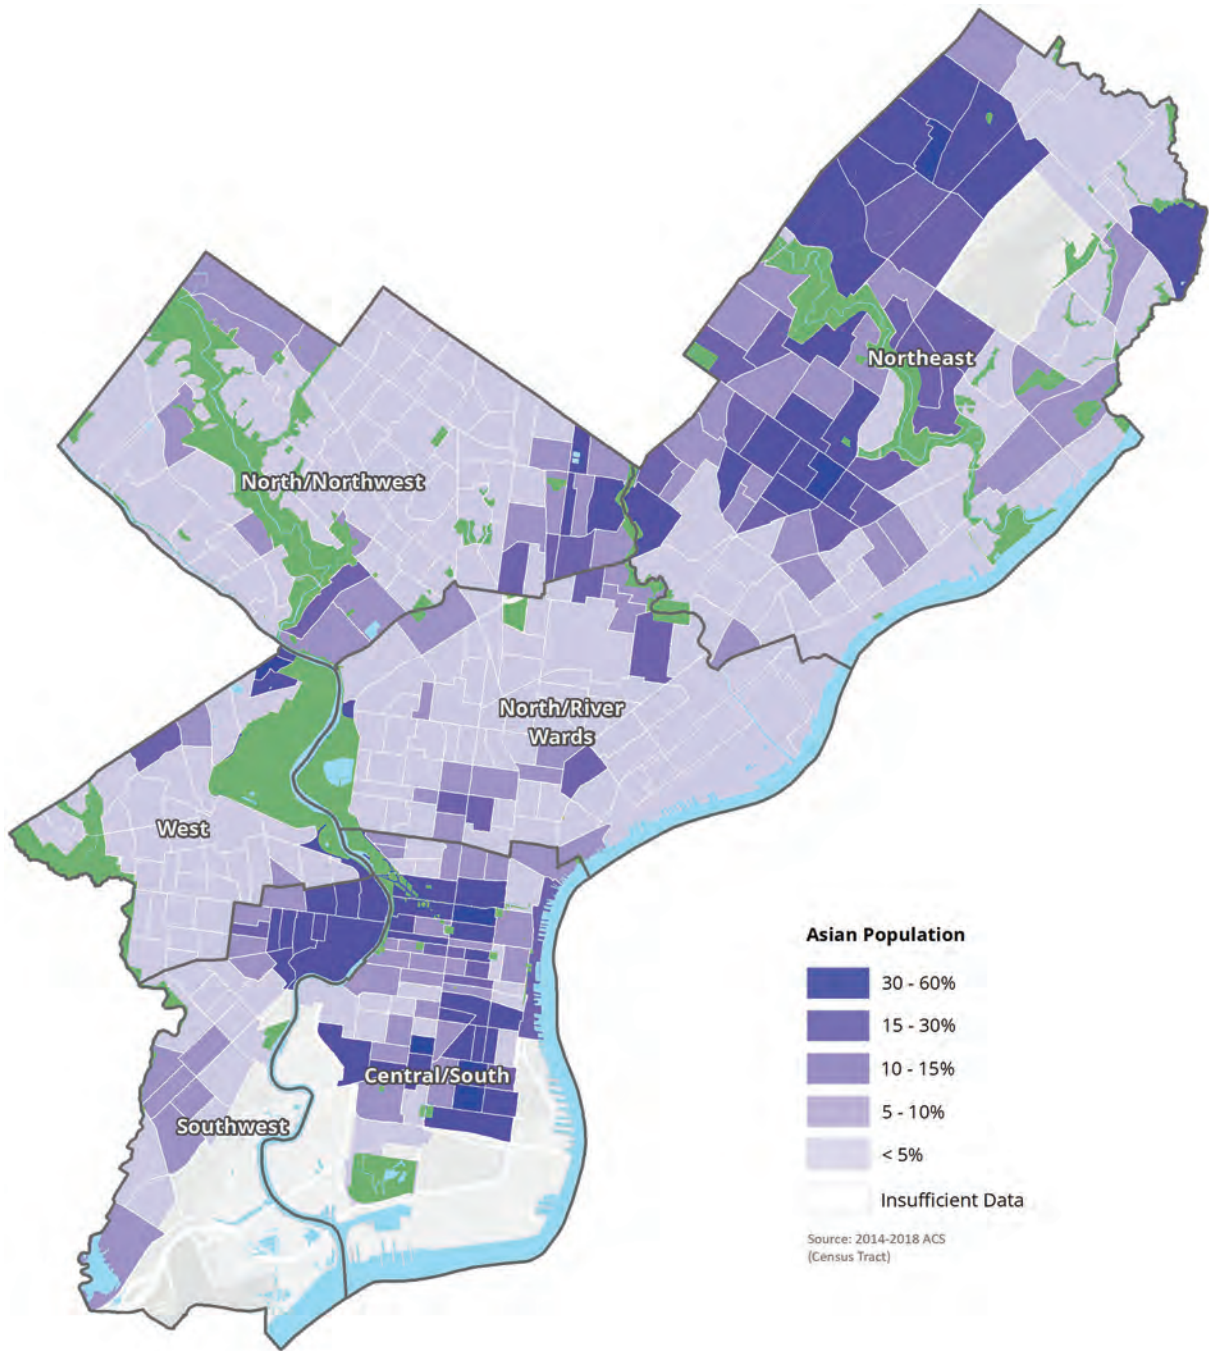 Northeast
North/Northwest
North/River
Wards
West
Central/South
Southwest
Asian Population
30 - 60%
15 - 30%
10 - 15%
5 - 10%
< 5%
Insufficient Data
Source: 2014-2018 ACS
(Census Tract)